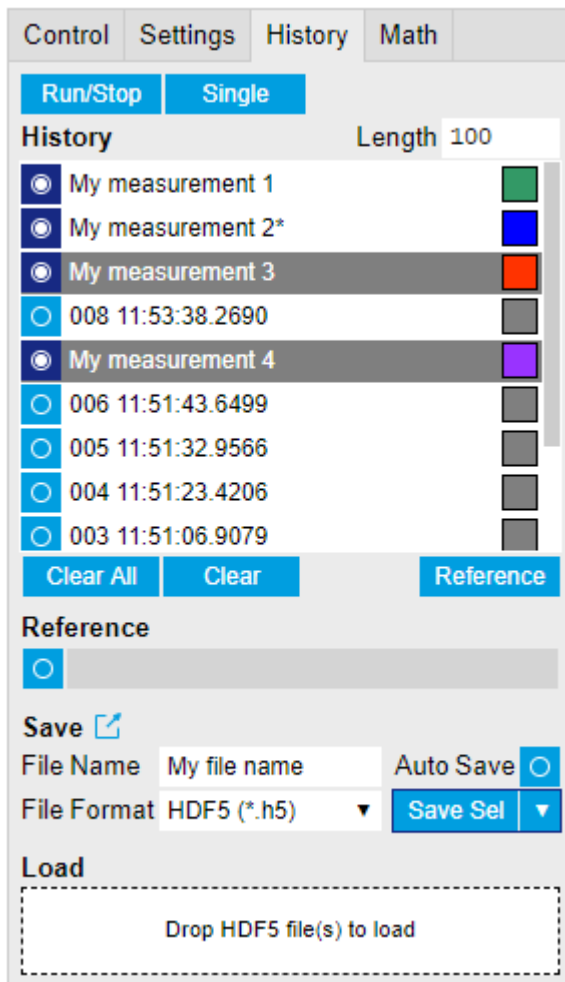 Control Settings History Math
Run/Stop Single
History Length 100
My measurement 1
My measurement 2*
My measurement 3
008 11:53:38.2690
My measurement 4
006 11:51:43.6499
005 11:51:32.9566
004 11:51:23.4206
003 11:51:06.9079
Clear All Clear Reference
Reference
Save
File Name My file name Auto Save
File Format HDF5 (*.h5) Save Sel
Load
Drop HDF5 file(s) to load